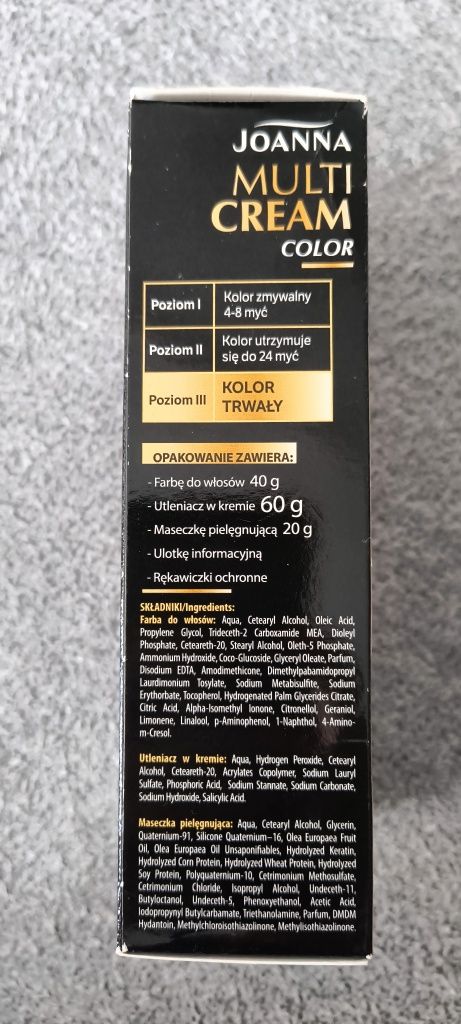 JOANNA
MULTI
CREAM
COLOR
Poziom I
Kolor zmywalny
4-8 myć
Poziom II
Kolor utrzymuje
się do 24 myć
Poziom III
KOLOR
TRWAŁY
OPAKOWANIE ZAWIERA:
- Farbę do włosów 40 g
- Utleniacz w kremie 60 g
- Maseczkę pielęgnującą 20 g
- Ulotkę informacyjną
- Rękawiczki ochronne
SKŁADNIKI/Ingredients:
Farba do włosów: Aqua, Cetearyl Alcohol, Oleic Acid,
Propylene Glycol, Trideceth-2 Carboxamide MEA, Dioleyl
Phosphate, Ceteareth-20, Stearyl Alcohol, Oleth-5 Phosphate,
Ammonium Hydroxide, Coco-Glucoside, Glyceryl Oleate, Parfum,
Disodium EDTA, Amodimethicone, Dimethylpabamidopropyl
Laurdimonium Tosylate, Sodium Metabisulfite, Sodium
Erythorbate, Tocopherol, Hydrogenated Palm Glycerides Citrate,
Citric Acid, Alpha-Isomethyl Ionone, Citronellol, Geraniol,
Limonene, Linalool, p-Aminophenol, 1-Naphthol, 4-Amino-
m-Cresol.
Utleniacz w kremie: Aqua, Hydrogen Peroxide, Cetearyl
Alcohol, Ceteareth-20, Acrylates Copolymer, Sodium Lauryl
Sulfate, Phosphoric Acid, Sodium Stannate, Sodium Carbonate,
Sodium Hydroxide, Salicylic Acid.
Maseczka pielęgnująca: Aqua, Cetearyl Alcohol, Glycerin,
Quaternium-91, Silicone Quaternium–16, Olea Europaea Fruit
Oil, Olea Europaea Oil Unsaponifiables, Hydrolyzed Keratin,
Hydrolyzed Corn Protein, Hydrolyzed Wheat Protein, Hydrolyzed
Soy Protein, Polyquaternium-10, Cetrimonium Methosulfate,
Cetrimonium Chloride, Isopropyl Alcohol, Undeceth-11,
Butyloctanol, Undeceth-5, Phenoxyethanol, Acetic Acid,
Iodopropynyl Butylcarbamate, Triethanolamine, Parfum, DMDM
Hydantoin, Methylchloroisothiazolinone, Methylisothiazolinone.